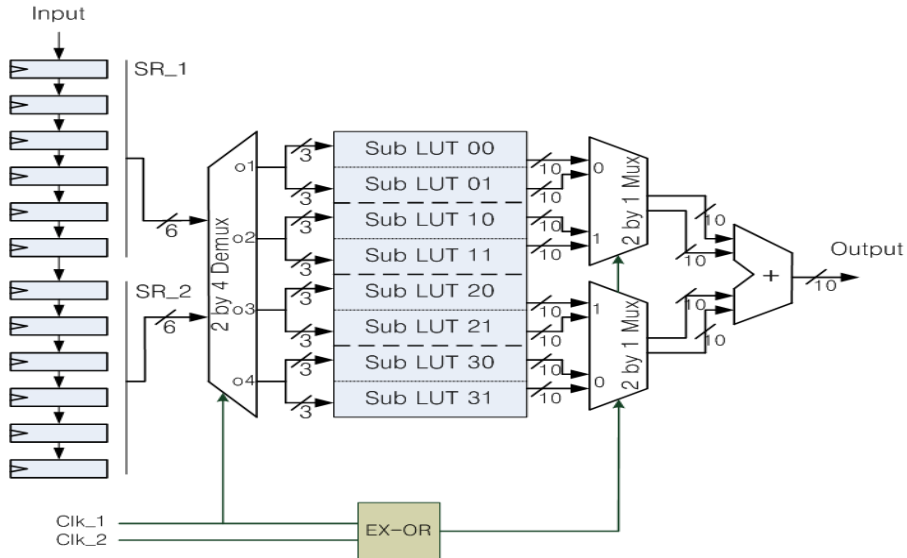 Input
SR_1
6
SR_2
6
2 by 4 Demux
o1
o2
o3
o4
3
3
3
3
3
3
3
3
Sub LUT 00
Sub LUT 01
Sub LUT 10
Sub LUT 11
Sub LUT 20
Sub LUT 21
Sub LUT 30
Sub LUT 31
10
10
10
10
10
10
10
10
0
1
2 by 1 Mux
1
0
2 by 1 Mux
10
10
10
10
+
10
Output
Clk_1
Clk_2
EX-OR